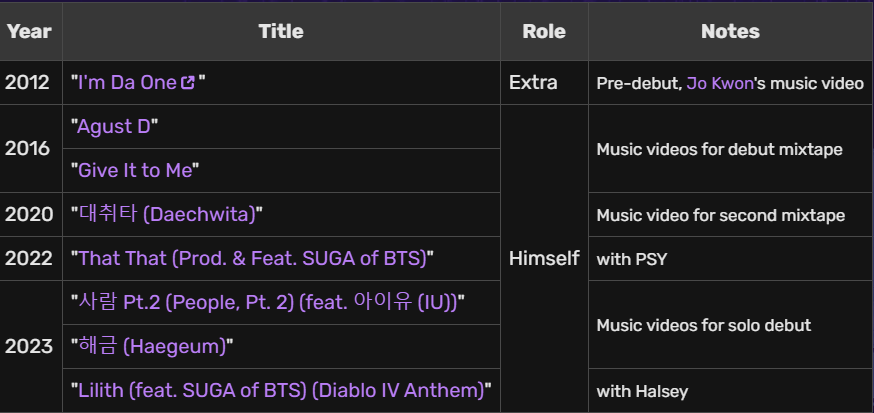 Year Title Role Notes
2012 "I'm Da One" Extra Pre-debut, Jo Kwon's music video
2016 "Agust D" Himself Music videos for debut mixtape
"Give It to Me"
2020 "대취타 (Daechwita)" Music video for second mixtape
2022 "That That (Prod. & Feat. SUGA of BTS)" with PSY
2023 "사람 Pt.2 (People, Pt. 2) (feat. 아이유 (IU))" Music videos for solo debut
"해금 (Haegeum)"
"Lilith (feat. SUGA of BTS) (Diablo IV Anthem)" with Halsey